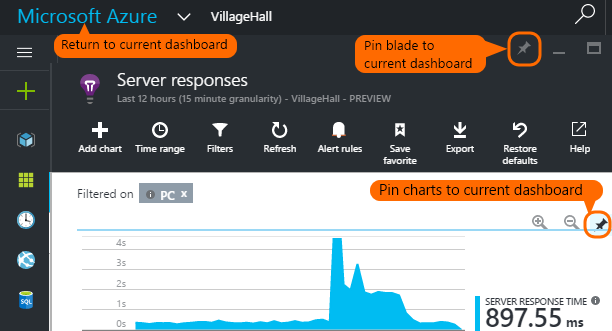 Microsoft Azure VillageHall
Return to current dashboard
Pin blade to
current dashboard
Server responses
Last 12 hours (15 minute granularity) - VillageHall - PREVIEW
Add chart Time range Filters Refresh Alert rules Save favorite Export Restore defaults Help
Pin charts to current dashboard
Filtered on PC x
4s
3s
2s
1s
0s
SERVER RESPONSE TIME
897.55 ms
SQL